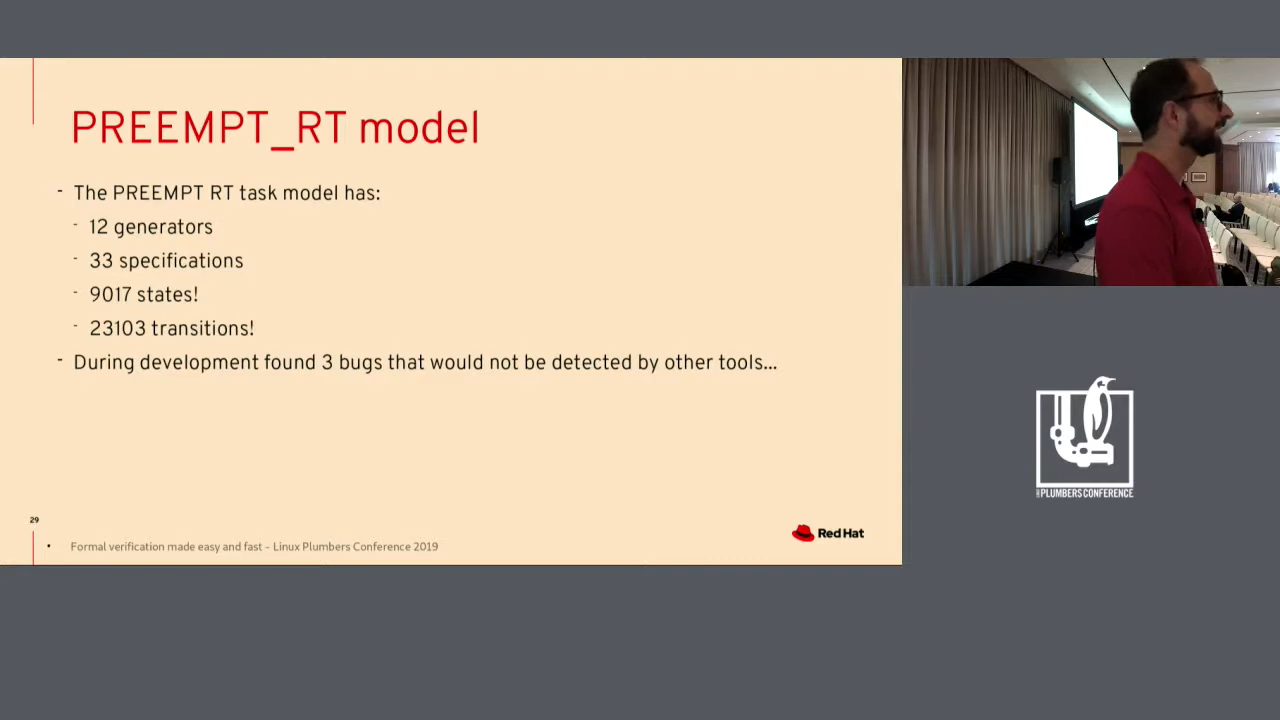 PREEMPT_RT model
- The PREEMPT RT task model has:
- 12 generators
- 33 specifications
- 9017 states!
- 23103 transitions!
- During development found 3 bugs that would not be detected by other tools...
29
• Formal verification made easy and fast - Linux Plumbers Conference 2019
Red Hat
PLUMBERS CONFERENCE